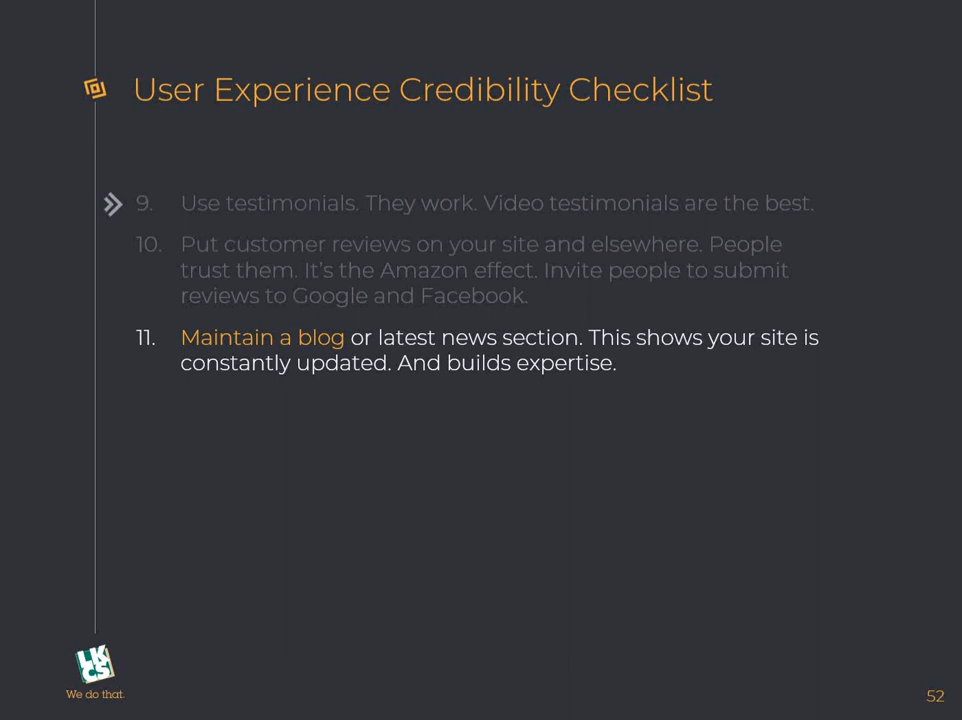 User Experience Credibility Checklist
9. Use testimonials. They work. Video testimonials are the best.
10. Put customer reviews on your site and elsewhere. People
trust them. It’s the Amazon effect. Invite people to submit
reviews to Google and Facebook.
11. Maintain a blog or latest news section. This shows your site is
constantly updated. And builds expertise.
LK
CS
We do that.
52